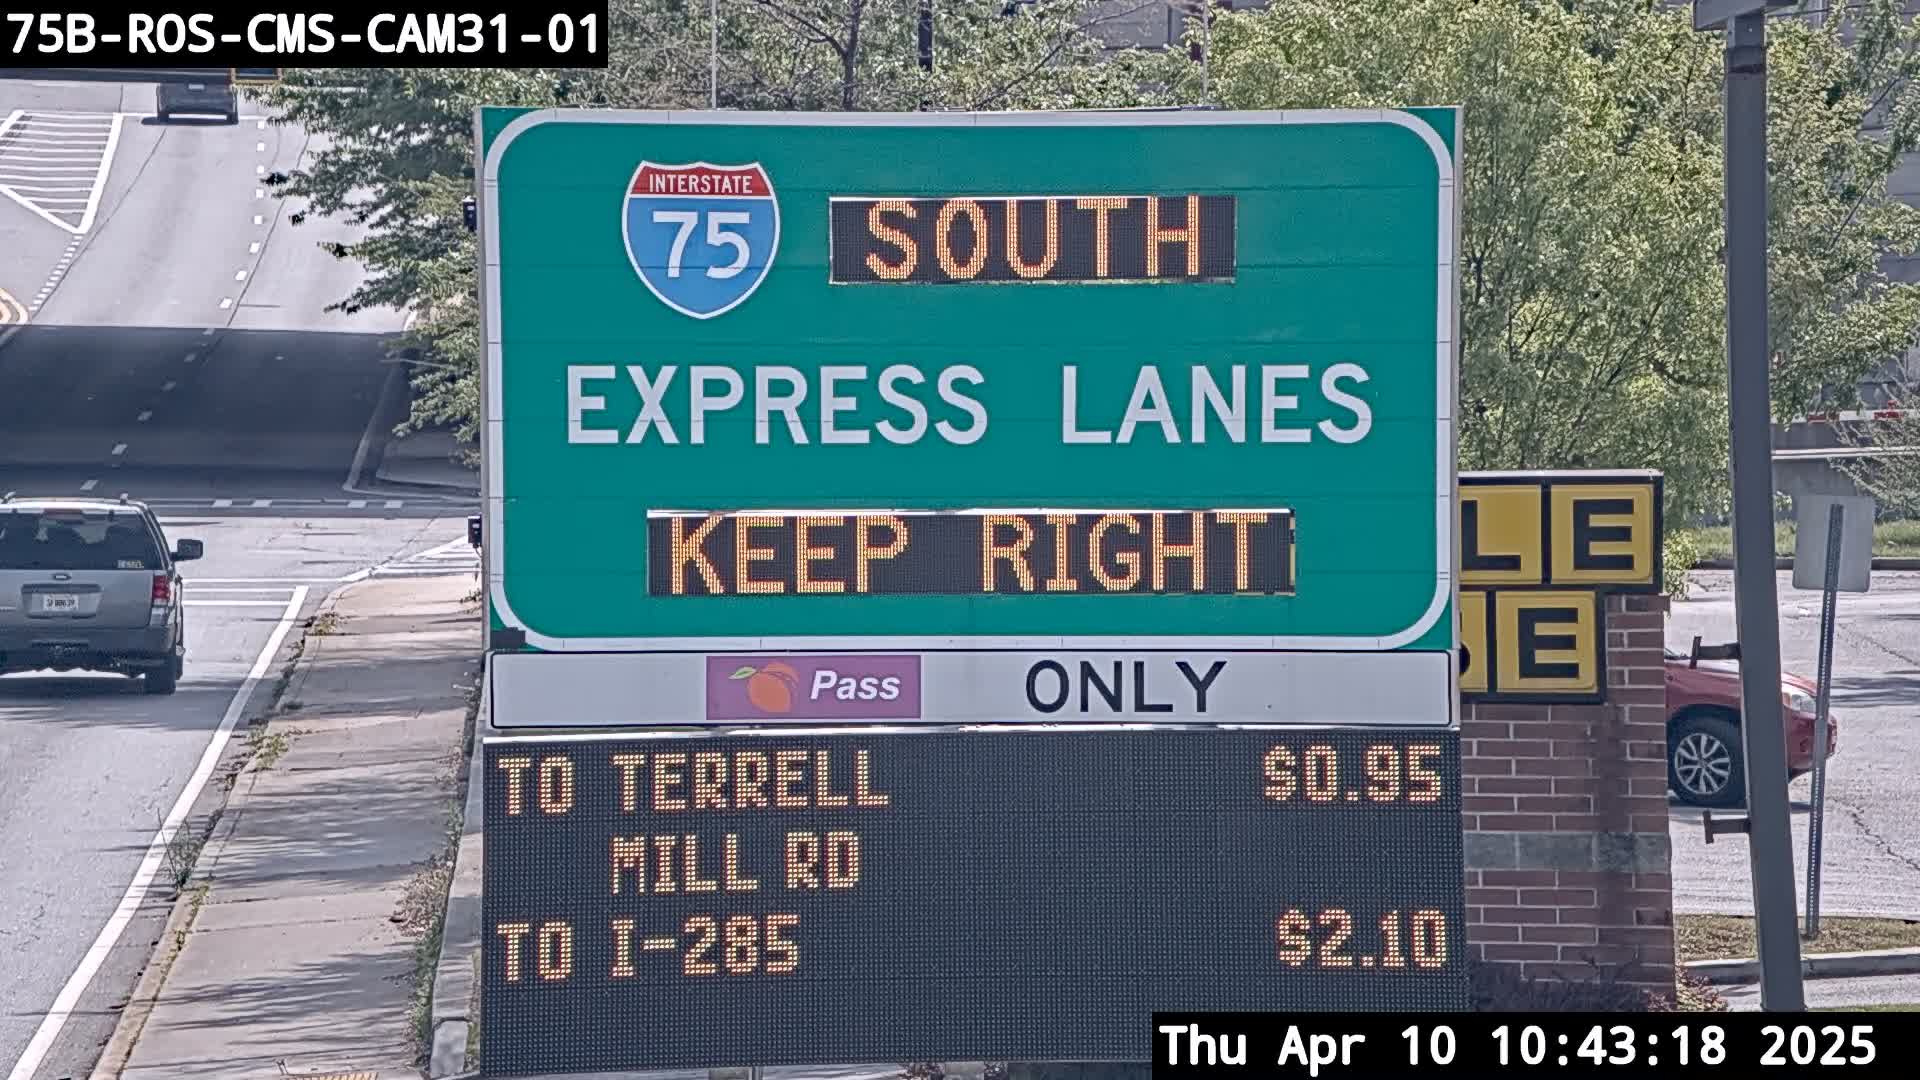 75B-ROS-CMS-CAM31-01
INTERSTATE
75
SOUTH
EXPRESS LANES
KEEP RIGHT
Pass ONLY
TO TERRELL $0.95
MILL RD
TO I-285 $2.10
LE
E
Thu Apr 10 10:43:18 2025